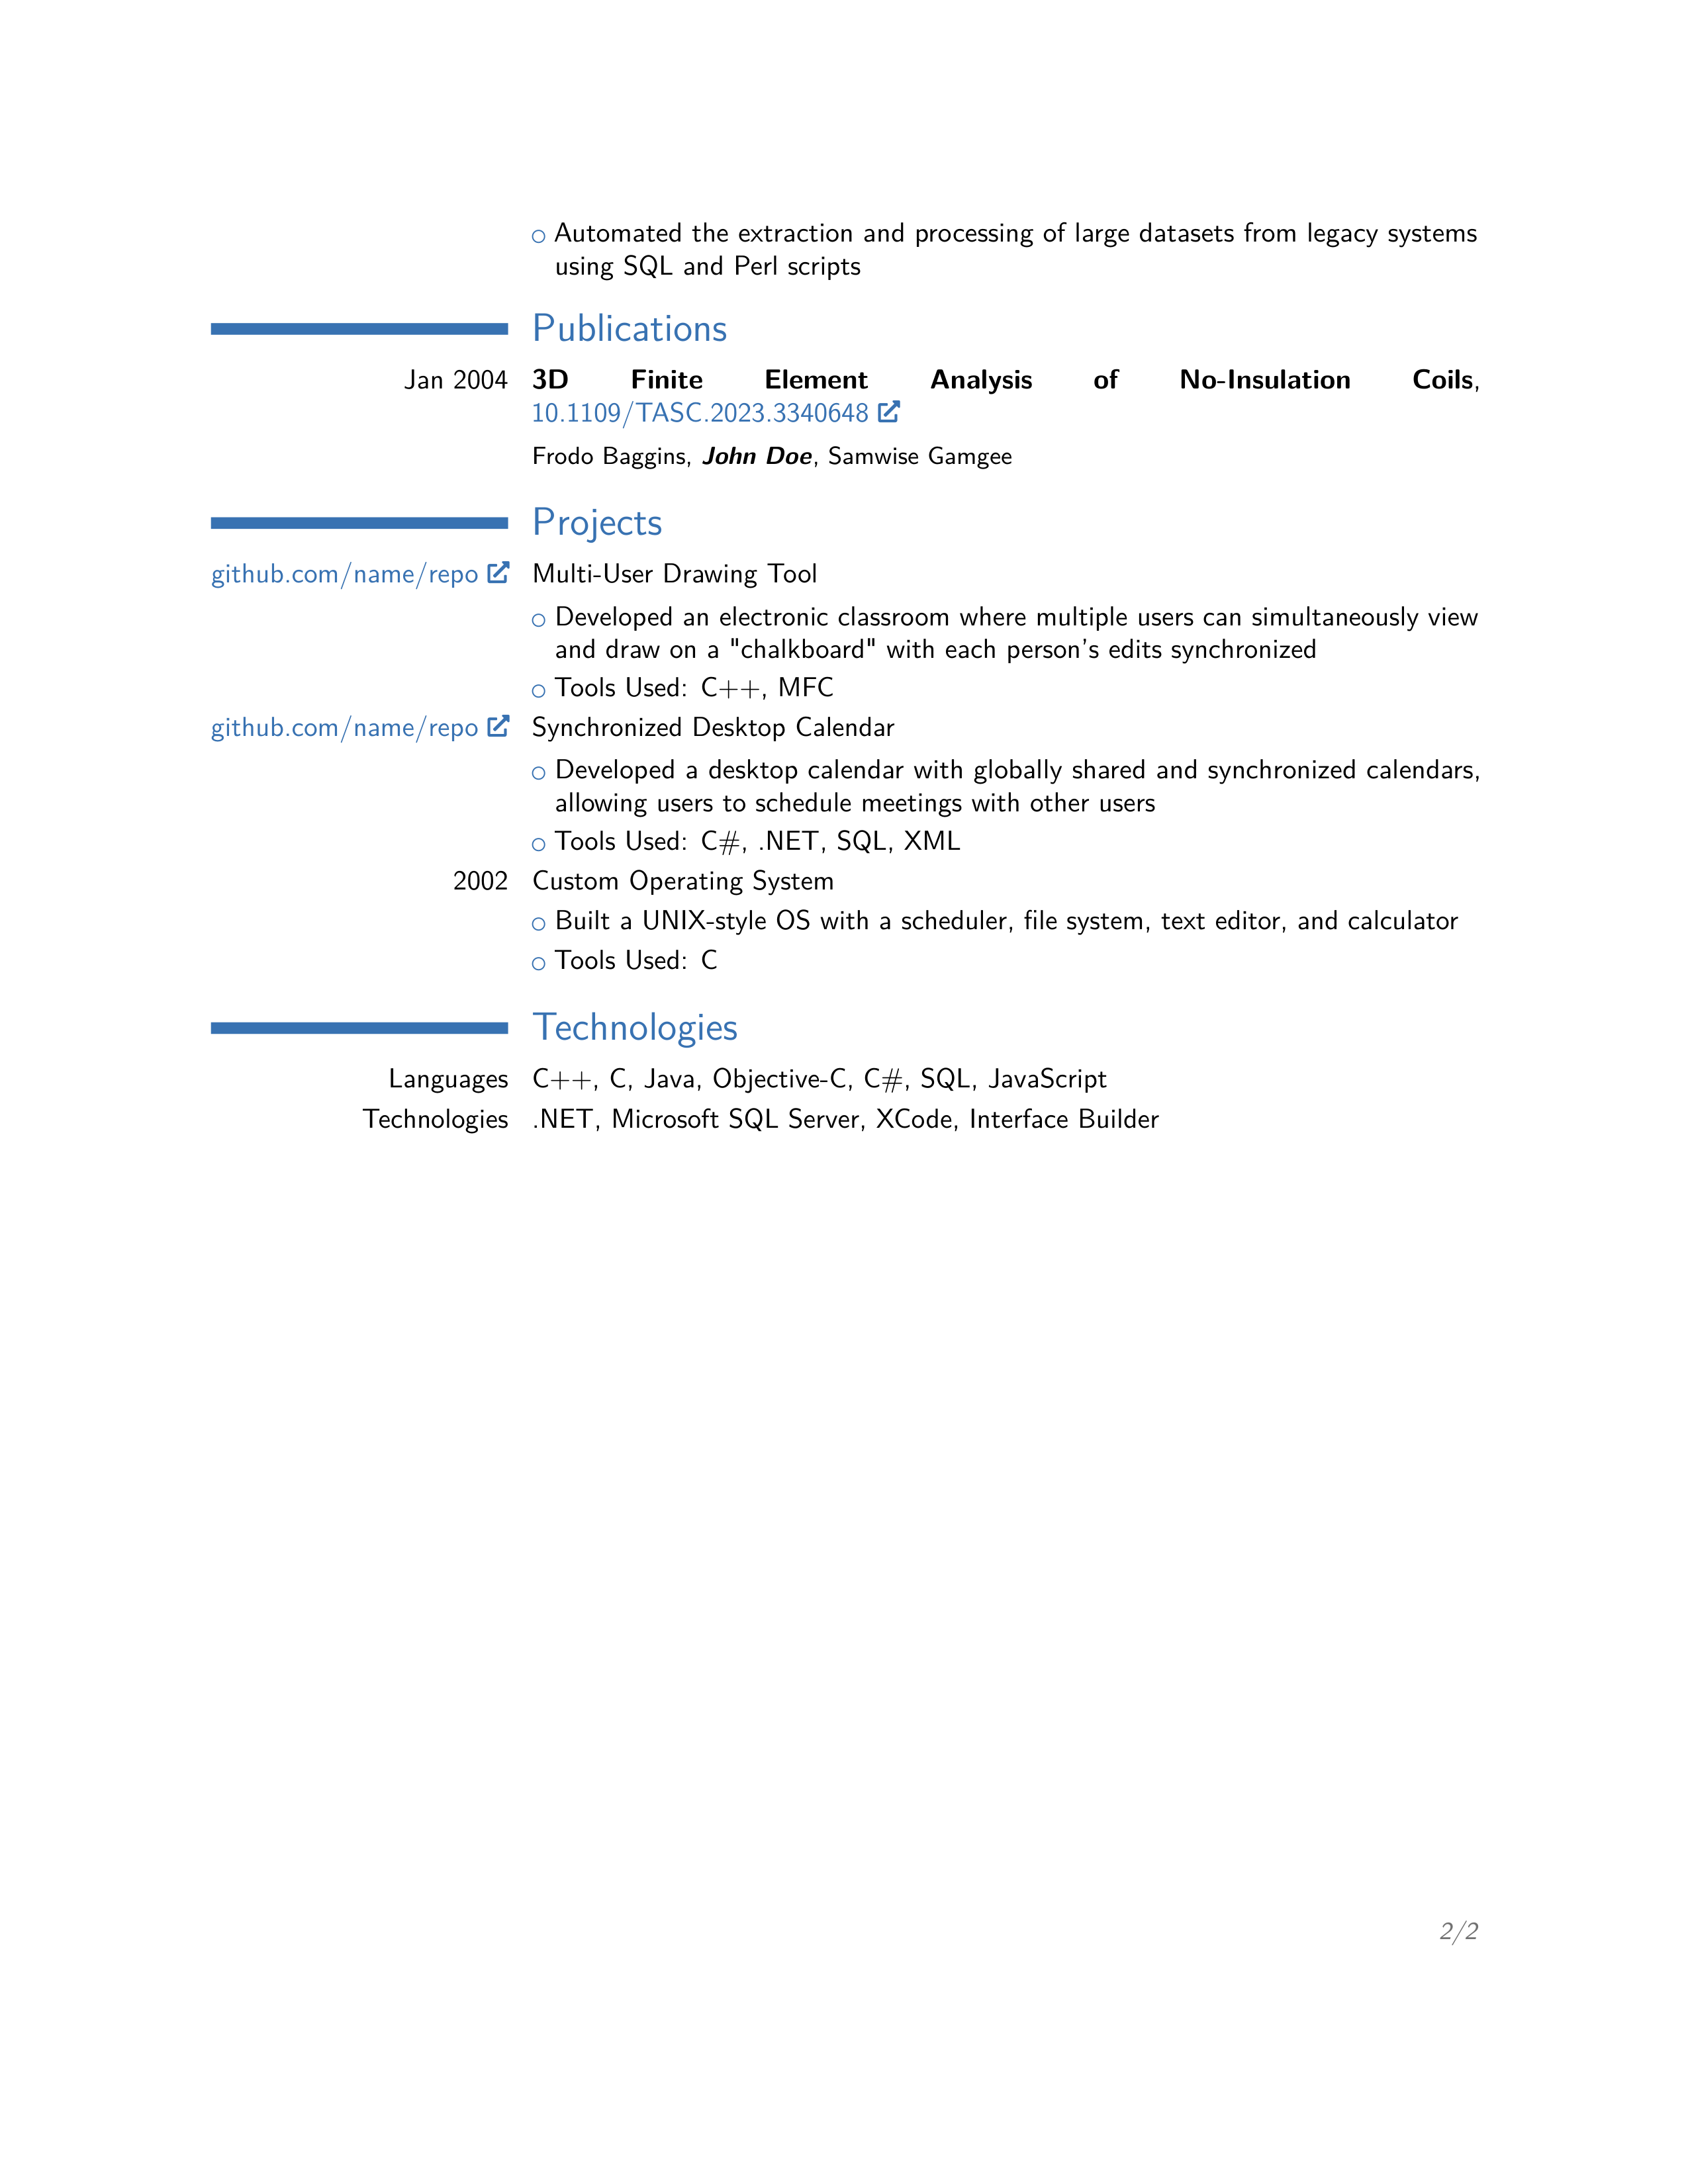 Automated the extraction and processing of large datasets from legacy systems
using SQL and Perl scripts
Publications
Jan 2004 3D Finite Element Analysis of No-Insulation Coils,
10.1109/TASC.2023.3340648
Frodo Baggins, John Doe, Samwise Gamgee
Projects
github.com/name/repo Multi-User Drawing Tool
Developed an electronic classroom where multiple users can simultaneously view
and draw on a "chalkboard" with each person's edits synchronized
Tools Used: C++, MFC
github.com/name/repo Synchronized Desktop Calendar
Developed a desktop calendar with globally shared and synchronized calendars,
allowing users to schedule meetings with other users
Tools Used: C#, .NET, SQL, XML
2002 Custom Operating System
Built a UNIX-style OS with a scheduler, file system, text editor, and calculator
Tools Used: C
Technologies
Languages C++, C, Java, Objective-C, C#, SQL, JavaScript
Technologies .NET, Microsoft SQL Server, XCode, Interface Builder
2/2